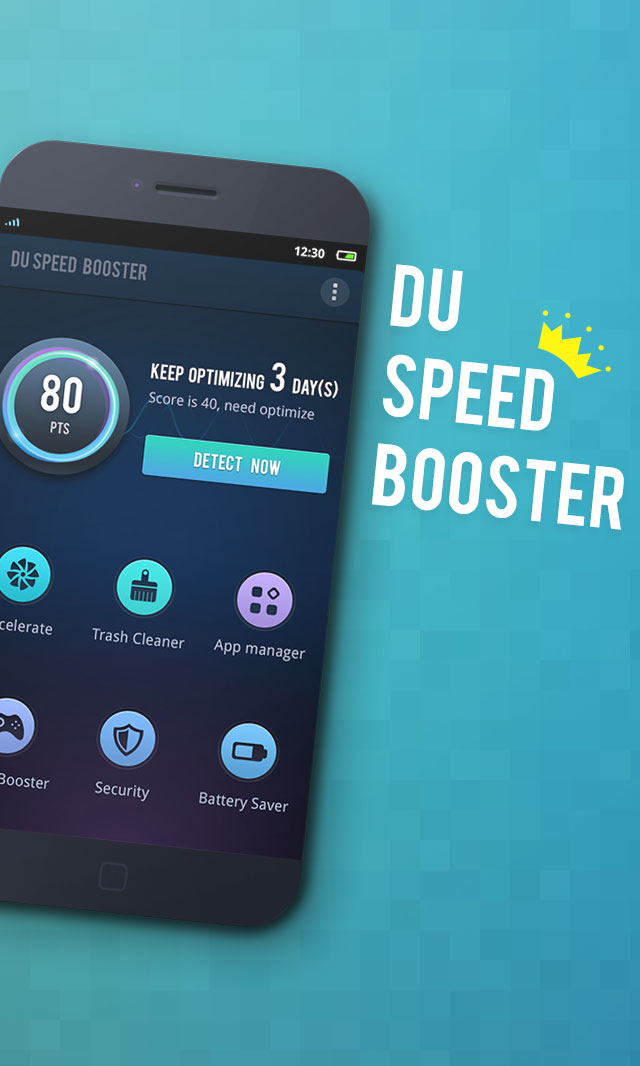 12:30
DU SPEED BOOSTER
80
PTS
KEEP OPTIMIZING 3 DAY(S)
Score is 40, need optimize
DETECT NOW
celerate
Trash Cleaner
App manager
Booster
Security
Battery Saver
DU
SPEED
BOOSTER